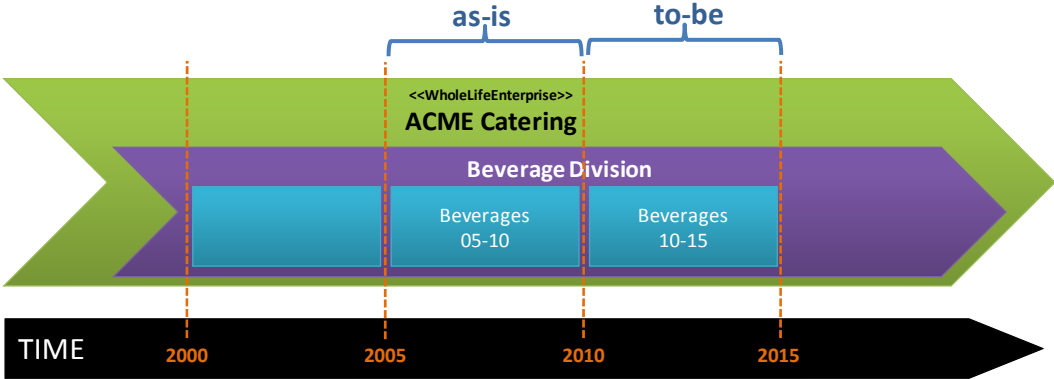 as-is
to-be
<<WholeLifeEnterprise>>
ACME Catering
Beverage Division
Beverages
05-10
Beverages
10-15
TIME
2000
2005
2010
2015